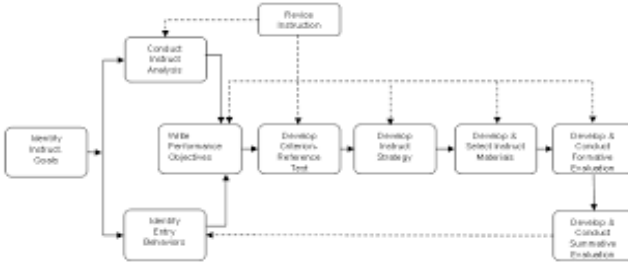 Revise
Instruction
Conduct
Instruct
Analysis
Identify
Instruct.
Goals
Write
Performance
Objectives
Develop
Criterion-
Reference
Test
Develop
Instruct
Strategy
Develop &
Select Instruct
Materials
Develop &
Conduct
Formative
Evaluation
Identify
Entry
Behaviors
Develop &
Conduct
Summative
Evaluation